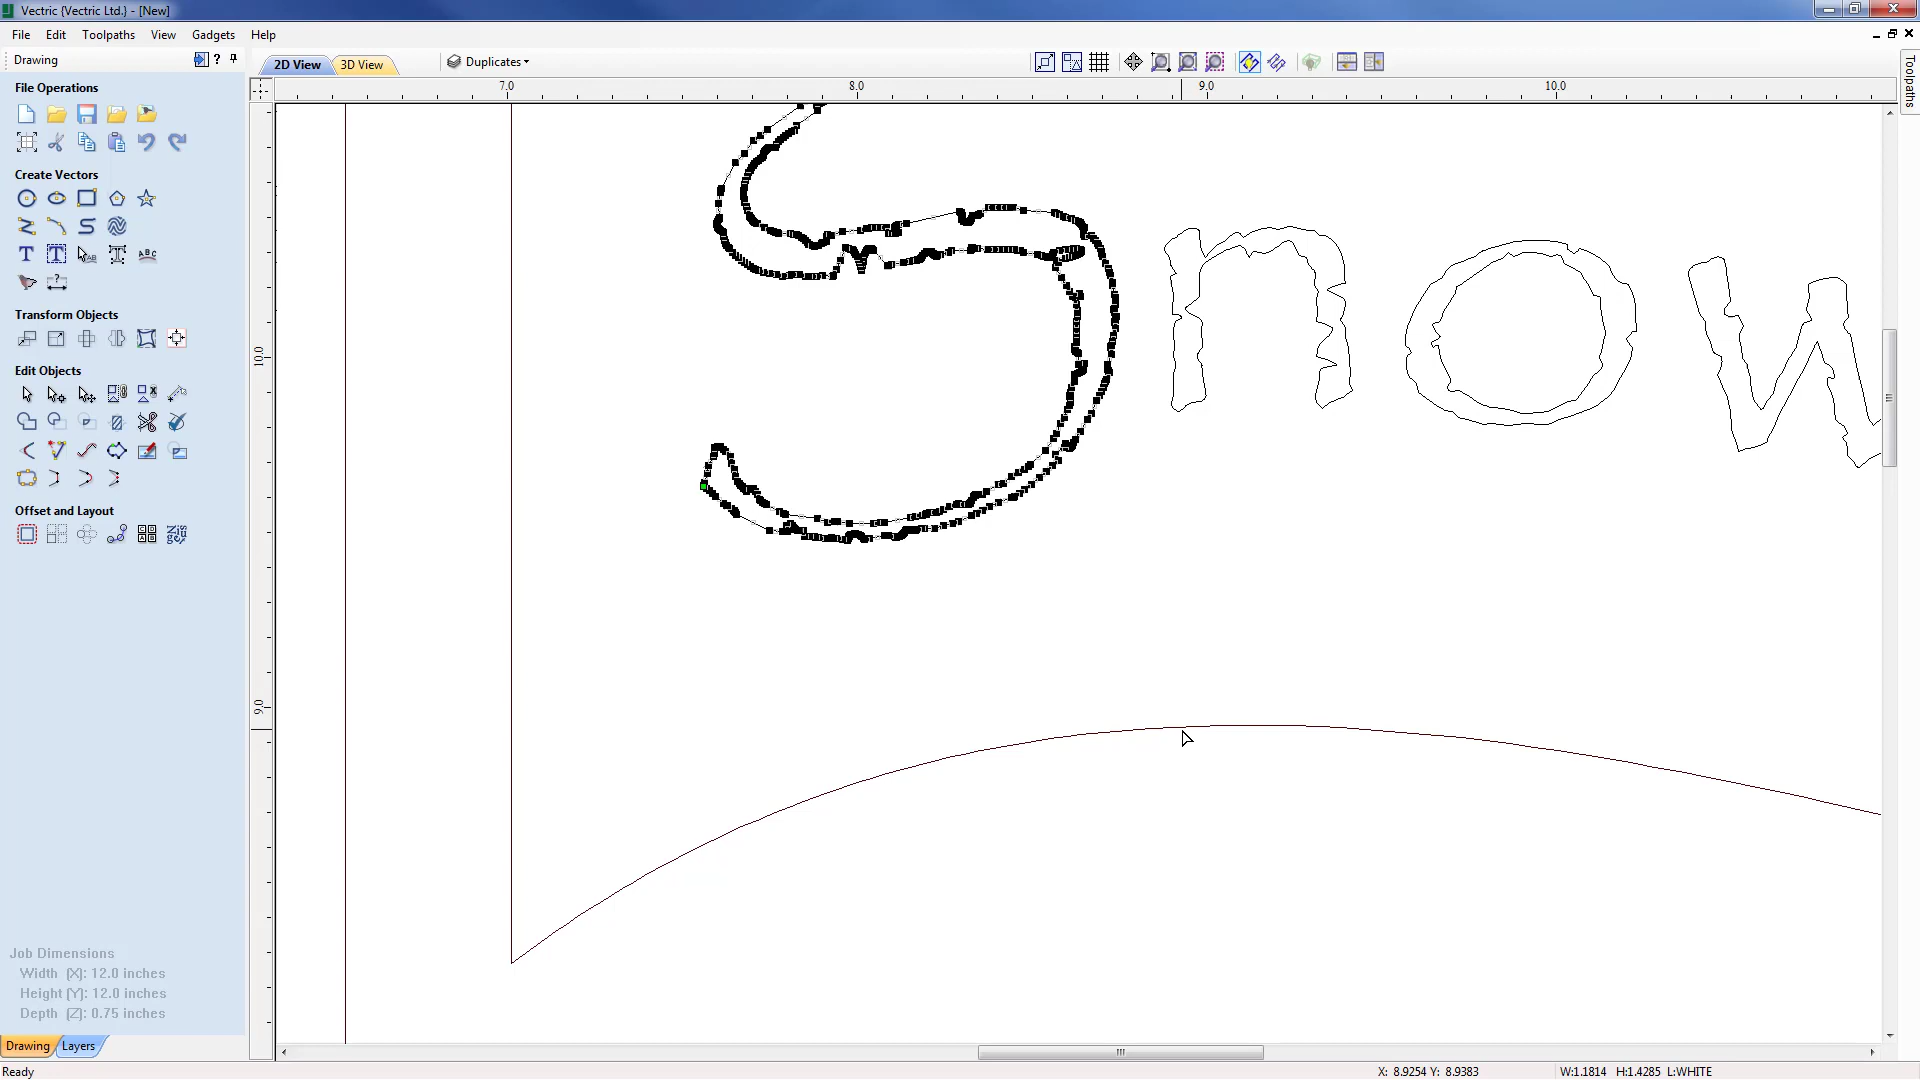 Vectric {Vectric Ltd.} - [New]
File Edit Toolpaths View Gadgets Help
Drawing ?
2D View 3D View Duplicates
Toolpaths
File Operations
7.0 8.0 9.0 10.0
Create Vectors
Transform Objects
10.0
Edit Objects
Offset and Layout
Snow
9.0
Job Dimensions
Width (X): 12.0 inches
Height (Y): 12.0 inches
Depth (Z): 0.75 inches
Drawing Layers
Ready
X: 8.9254 Y: 8.9383 W:1.1814 H:1.4285 L:WHITE